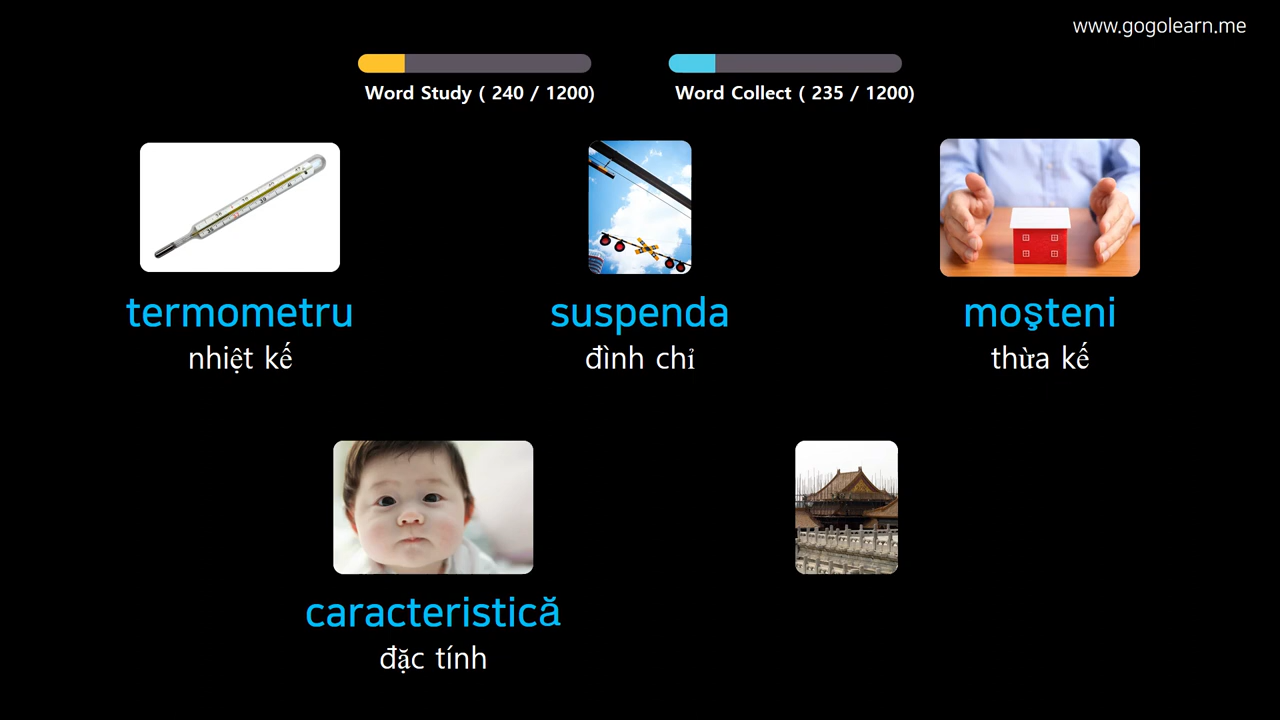 www.gogolearn.me
Word Study ( 240 / 1200)
Word Collect ( 235 / 1200)
termometru
nhiệt kế
suspenda
đình chỉ
moşteni
thừa kế
caracteristică
đặc tính